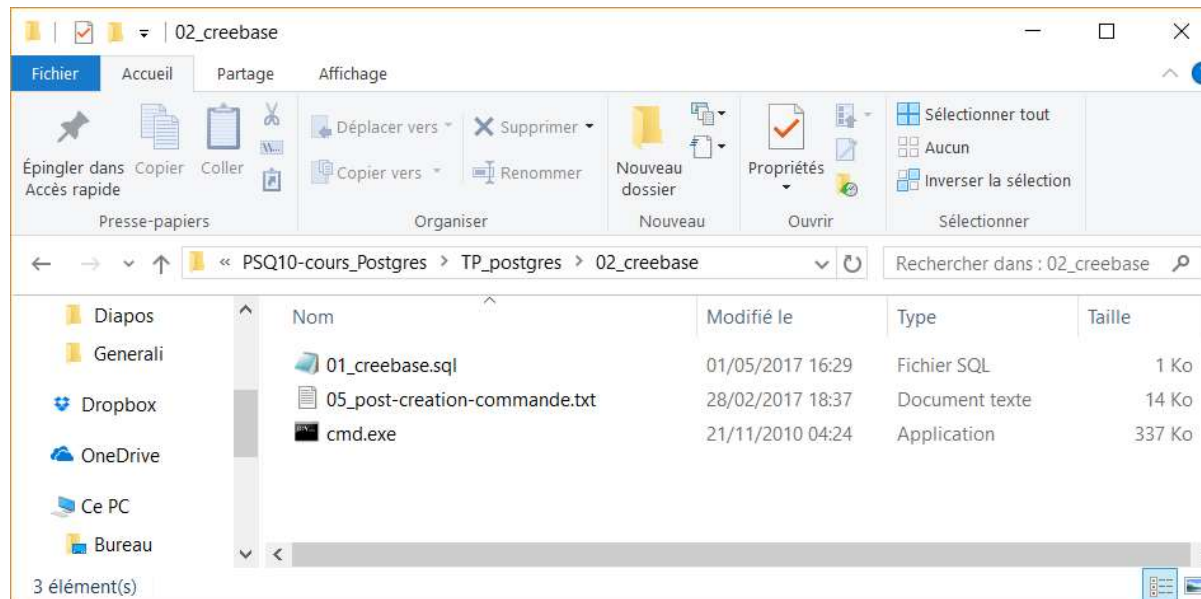 02_creebase
Fichier Accueil Partage Affichage
Épingler dans Accès rapide
Copier
Coller
Presse-papiers
Déplacer vers
Copier vers
Supprimer
Renommer
Organiser
Nouveau dossier
Nouveau
Propriétés
Ouvrir
Sélectionner tout
Aucun
Inverser la sélection
Sélectionner
« PSQ10-cours_Postgres > TP_postgres > 02_creebase
Rechercher dans : 02_creebase
Diapos
Generali
Dropbox
OneDrive
Ce PC
Bureau
Nom Modifié le Type Taille
01_creebase.sql 01/05/2017 16:29 Fichier SQL 1 Ko
05_post-creation-commande.txt 28/02/2017 18:37 Document texte 14 Ko
cmd.exe 21/11/2010 04:24 Application 337 Ko
3 élément(s)